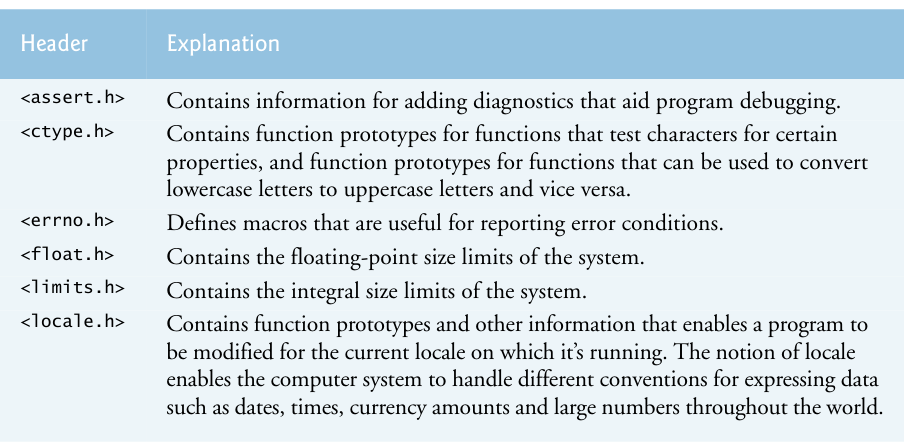 Header Explanation
<assert.h> Contains information for adding diagnostics that aid program debugging.
<ctype.h> Contains function prototypes for functions that test characters for certain
properties, and function prototypes for functions that can be used to convert
lowercase letters to uppercase letters and vice versa.
<errno.h> Defines macros that are useful for reporting error conditions.
<float.h> Contains the floating-point size limits of the system.
<limits.h> Contains the integral size limits of the system.
<locale.h> Contains function prototypes and other information that enables a program to
be modified for the current locale on which it’s running. The notion of locale
enables the computer system to handle different conventions for expressing data
such as dates, times, currency amounts and large numbers throughout the world.